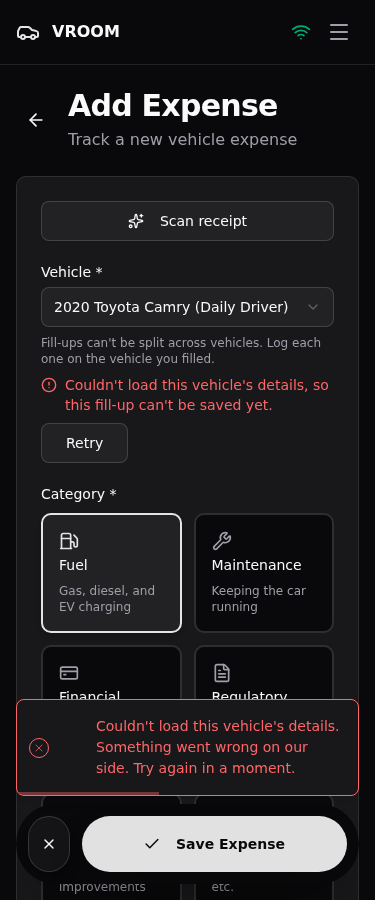 VROOM
Add Expense
Track a new vehicle expense
Scan receipt
Vehicle *
2020 Toyota Camry (Daily Driver)
Fill-ups can't be split across vehicles. Log each
one on the vehicle you filled.
Couldn't load this vehicle's details, so
this fill-up can't be saved yet.
Retry
Category *
Fuel
Gas, diesel, and
EV charging
Maintenance
Keeping the car
running
Financial
Regulatory
Couldn't load this vehicle's details.
Something went wrong on our
side. Try again in a moment.
Save Expense
improvements
etc.